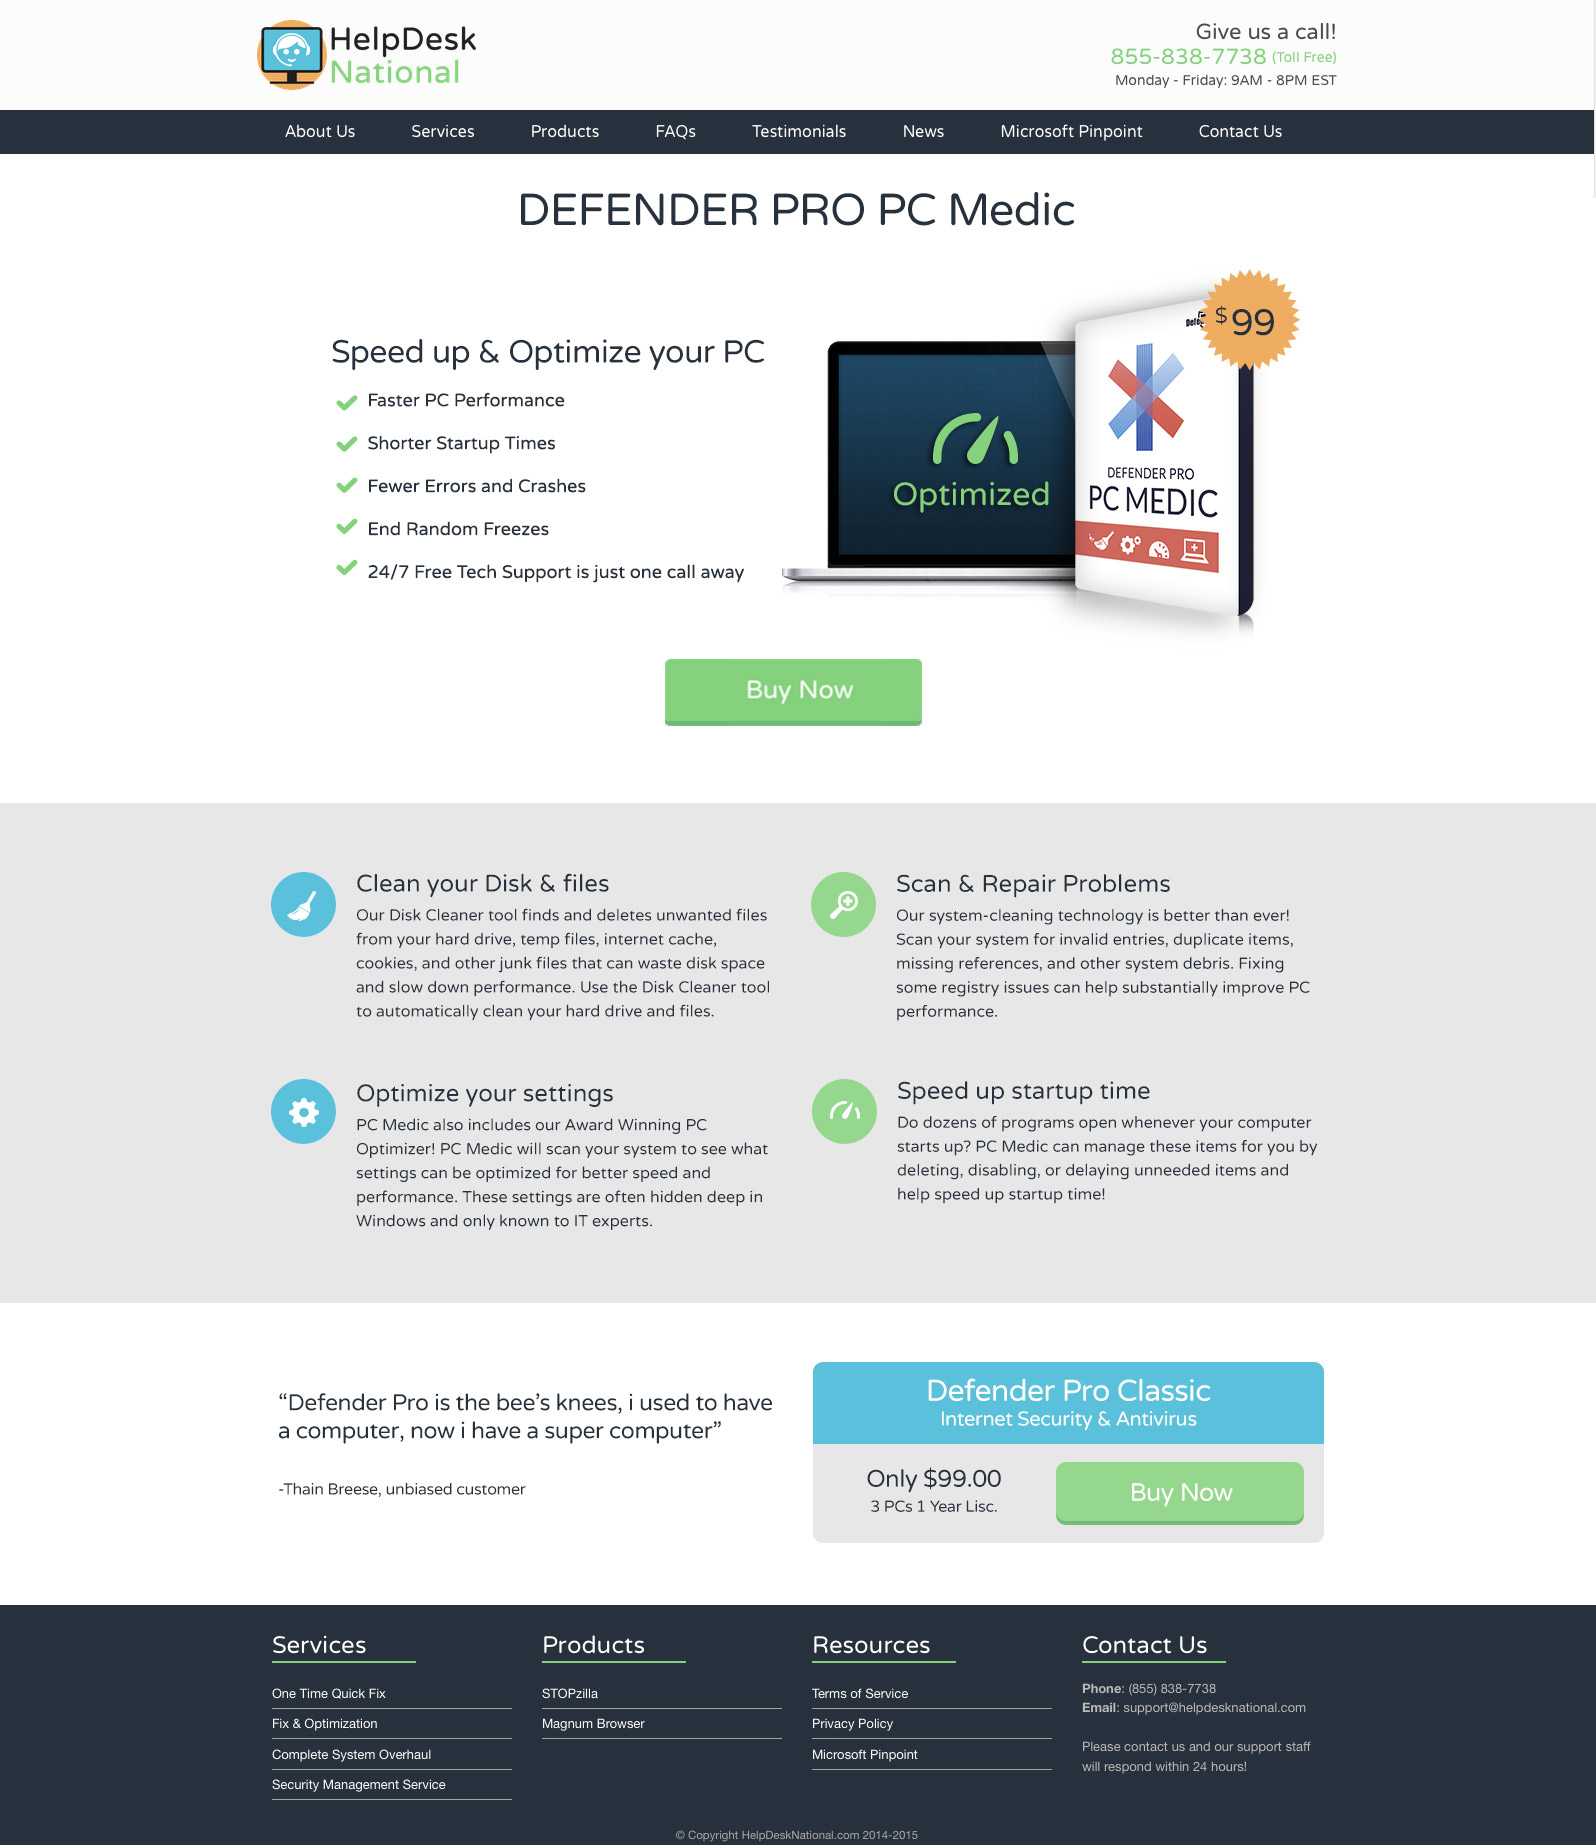 HelpDesk
National
Give us a call!
855-838-7738 (Toll Free)
Monday - Friday: 9AM - 8PM EST
About Us Services Products FAQs Testimonials News Microsoft Pinpoint Contact Us
DEFENDER PRO PC Medic
Speed up & Optimize your PC
Faster PC Performance
Shorter Startup Times
Fewer Errors and Crashes
End Random Freezes
24/7 Free Tech Support is just one call away
Optimized
$99
DEFENDER PRO
PC MEDIC
Buy Now
Clean your Disk & files
Our Disk Cleaner tool finds and deletes unwanted files
from your hard drive, temp files, internet cache,
cookies, and other junk files that can waste disk space
and slow down performance. Use the Disk Cleaner tool
to automatically clean your hard drive and files.
Scan & Repair Problems
Our system-cleaning technology is better than ever!
Scan your system for invalid entries, duplicate items,
missing references, and other system debris. Fixing
some registry issues can help substantially improve PC
performance.
Optimize your settings
PC Medic also includes our Award Winning PC
Optimizer! PC Medic will scan your system to see what
settings can be optimized for better speed and
performance. These settings are often hidden deep in
Windows and only known to IT experts.
Speed up startup time
Do dozens of programs open whenever your computer
starts up? PC Medic can manage these items for you by
deleting, disabling, or delaying unneeded items and
help speed up startup time!
“Defender Pro is the bee’s knees, i used to have
a computer, now i have a super computer”
-Thain Breese, unbiased customer
Defender Pro Classic
Internet Security & Antivirus
Only $99.00
3 PCs 1 Year Lisc.
Buy Now
Services
One Time Quick Fix
Fix & Optimization
Complete System Overhaul
Security Management Service
Products
STOPzilla
Magnum Browser
Resources
Terms of Service
Privacy Policy
Microsoft Pinpoint
Contact Us
Phone: (855) 838-7738
Email: support@helpdesknational.com
Please contact us and our support staff
will respond within 24 hours!
© Copyright HelpDeskNational.com 2014-2015